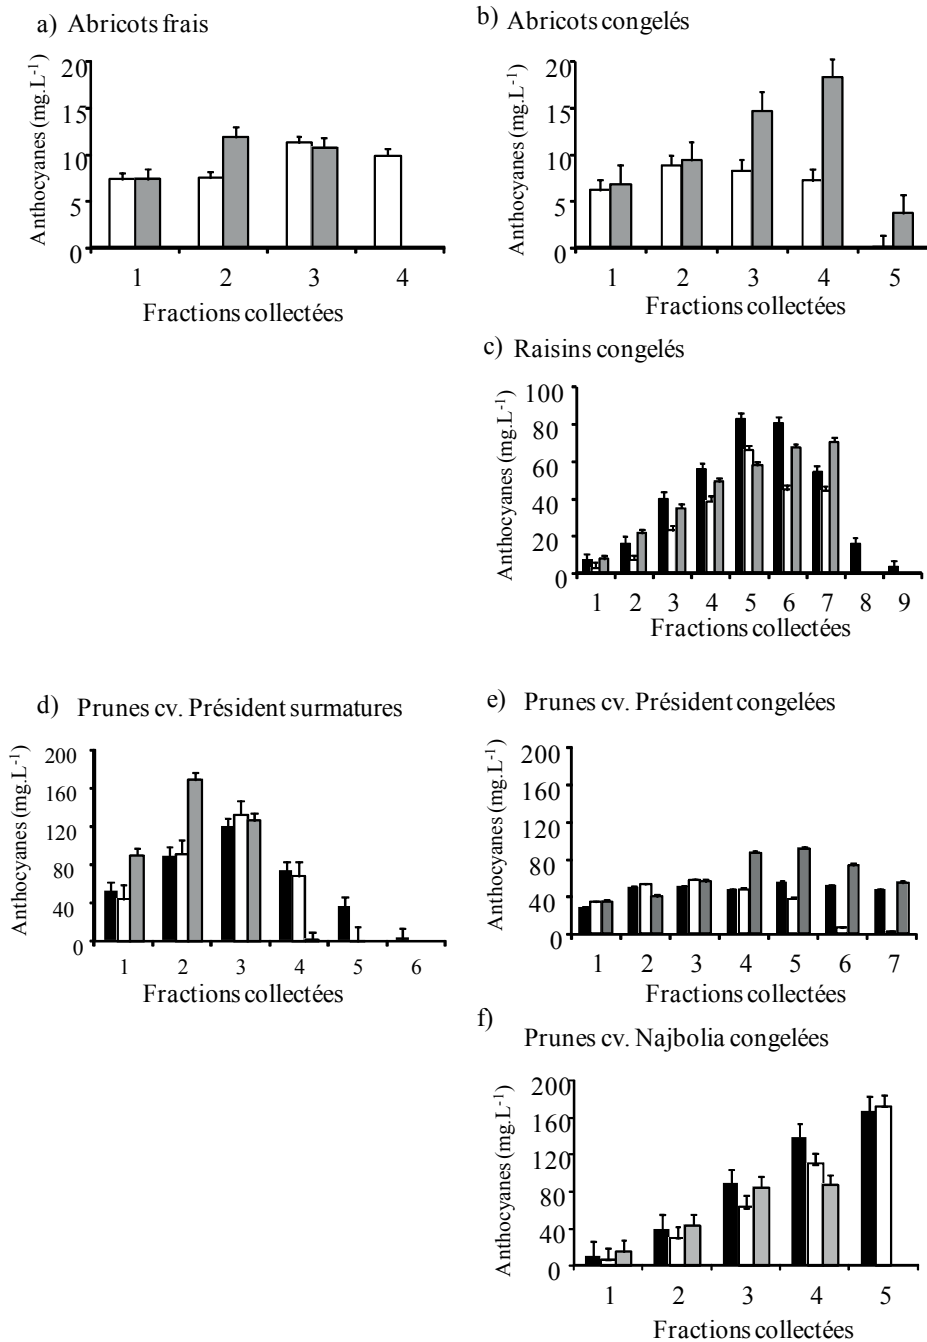 a) Abricots frais
Anthocyanes (mg.L-1)
20
15
10
5
0
1 2 3 4
Fractions collectées
b) Abricots congelés
Anthocyanes (mg.L-1)
20
15
10
5
0
1 2 3 4 5
Fractions collectées
c) Raisins congelés
Anthocyanes (mg.L-1)
100
80
60
40
20
0
1 2 3 4 5 6 7 8 9
Fractions collectées
d) Prunes cv. Président surmatures
Anthocyanes (mg.L-1)
200
160
120
80
40
0
1 2 3 4 5 6
Fractions collectées
e) Prunes cv. Président congelées
Anthocyanes (mg.L-1)
200
160
120
80
40
0
1 2 3 4 5 6 7
Fractions collectées
f) Prunes cv. Najbolia congelées
Anthocyanes (mg.L-1)
200
160
120
80
40
0
1 2 3 4 5
Fractions collectées